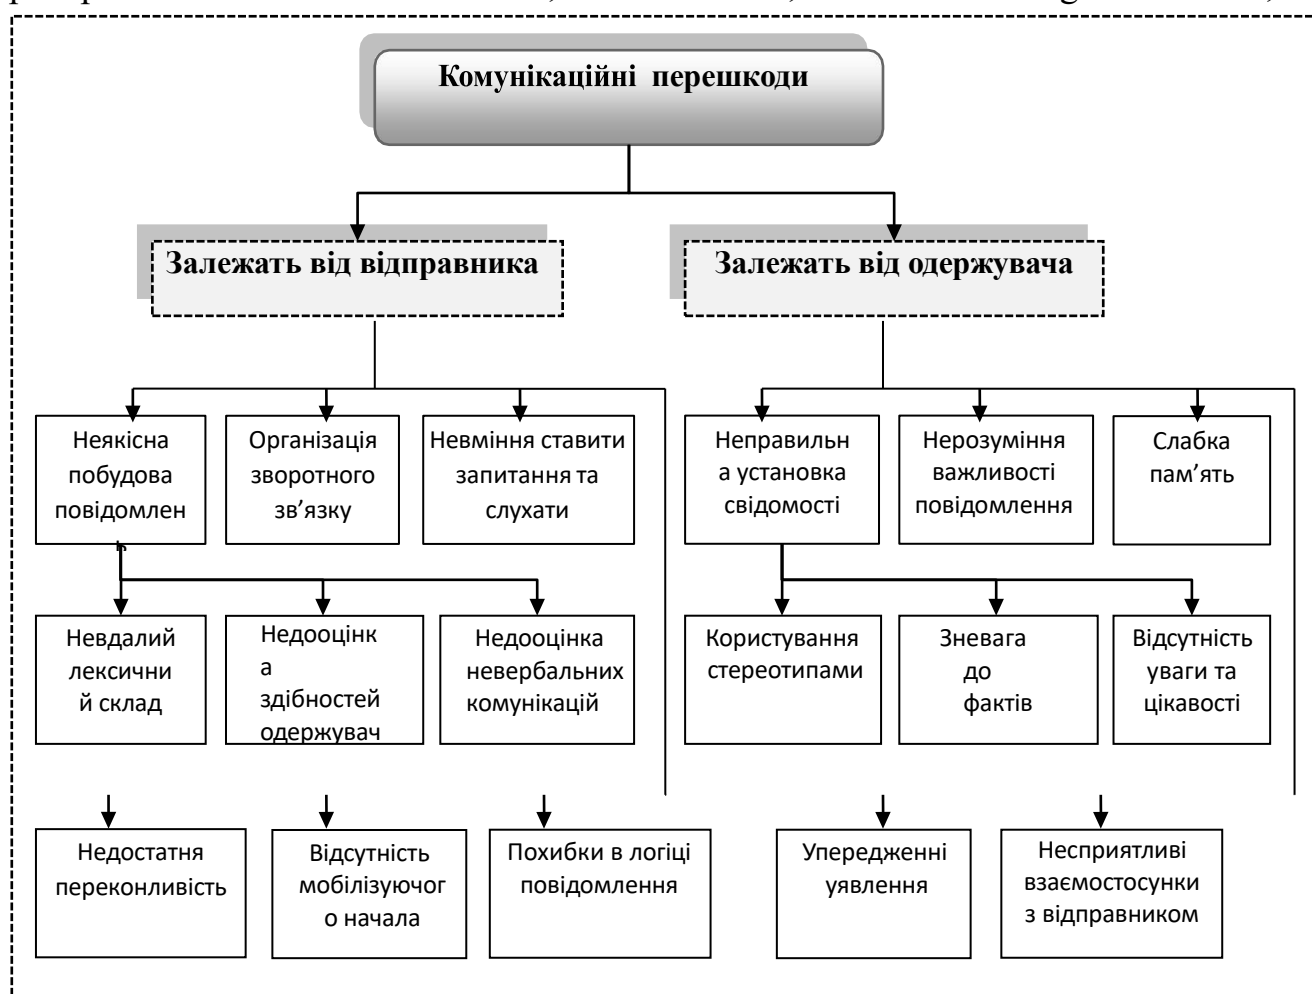 Комунікаційні перешкоди
Залежать від відправника
Залежать від одержувача
Неякісна
побудова
повідомлен
Організація
зворотного
зв’язку
Невміння ставити
запитання та
слухати
Неправильн
а установка
свідомості
Нерозуміння
важливості
повідомлення
Слабка
пам’ять
Невдалий
лексични
й склад
Недооцінк
а
здібностей
одержувач
Недооцінка
невербальних
комунікацій
Користування
стереотипами
Зневага
до
фактів
Відсутність
уваги та
цікавості
Недостатня
переконливість
Відсутність
мобілізуючог
о начала
Похибки в логіці
повідомлення
Упередженні
уявлення
Несприятливі
взаємостосунки
з відправником